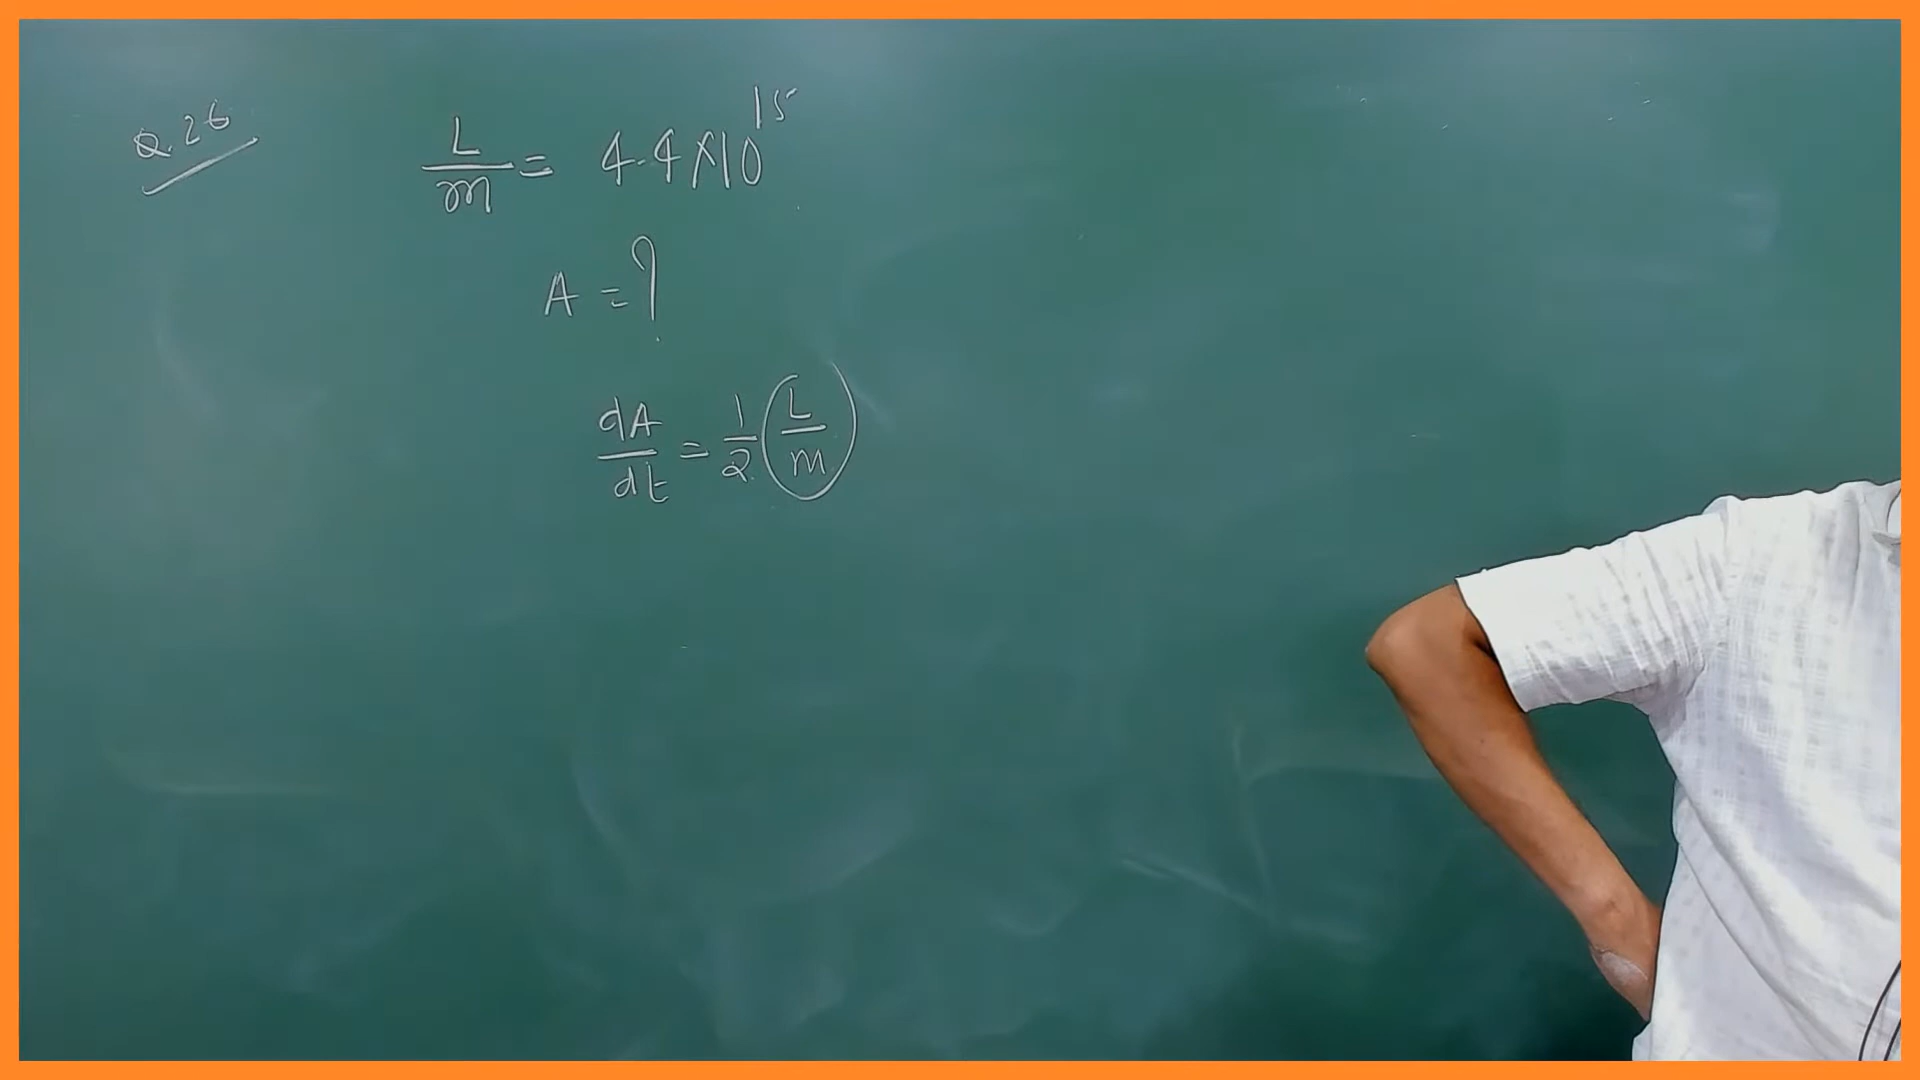 Q.26
L/m = 4.4×10^15
A = ?
dA/dt = 1/2 (L/m)